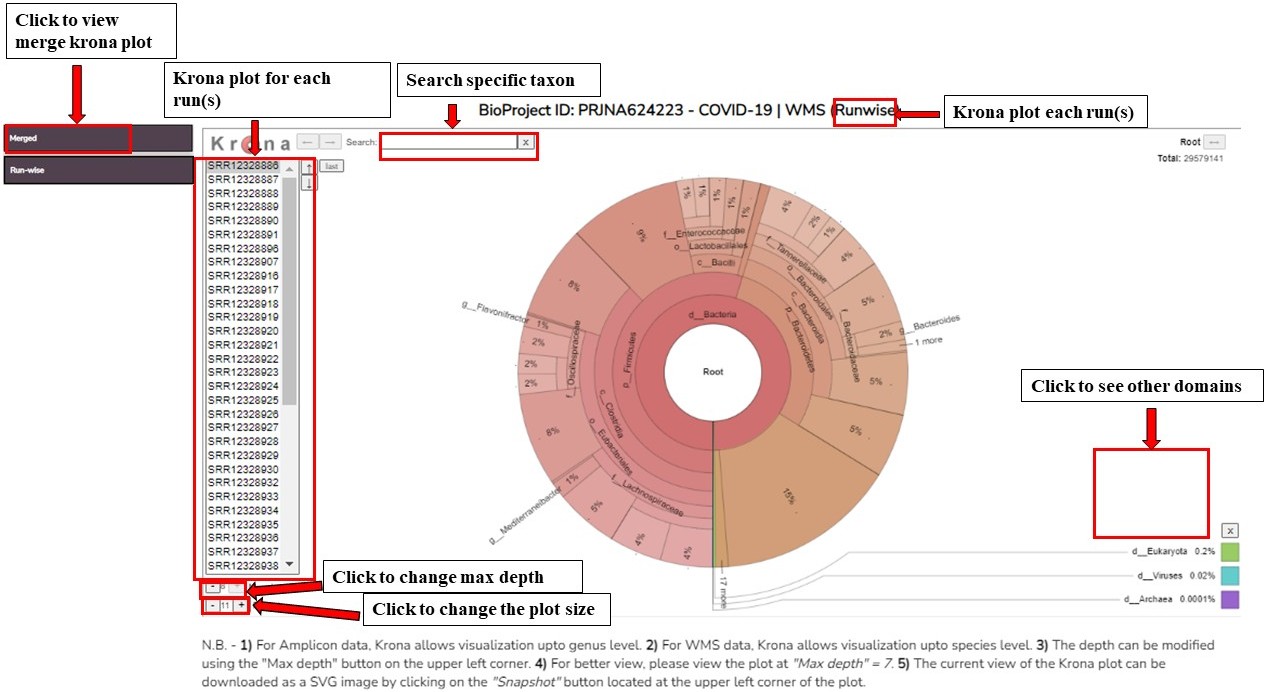 Click to view
merge krona plot
Krona plot for each
run(s)
Search specific taxon
BioProject ID: PRJNA624223 - COVID-19 | WMS (Runwise)
Krona plot each run(s)
Merged
Run-wise
Krona
Search:
x
Root
Total: 29579141
last
SRR12328886
SRR12328887
SRR12328888
SRR12328889
SRR12328890
SRR12328891
SRR12328896
SRR12328907
SRR12328916
SRR12328917
SRR12328918
SRR12328919
SRR12328920
SRR12328921
SRR12328922
SRR12328923
SRR12328924
SRR12328925
SRR12328926
SRR12328927
SRR12328928
SRR12328929
SRR12328930
SRR12328932
SRR12328933
SRR12328934
SRR12328935
SRR12328936
SRR12328937
SRR12328938
1%
1%
1%
1%
1%
4%
2%
1%
4%
9%
f__Enterococcaceae
o__Lactobacillales
c__Bacilli
f__Tannerellaceae
o__Bacteroidales
c__Bacteroidia
p__Bacteroidetes
8%
5%
d__Bacteria
f__Bacteroidaceae
g__Flavonifractor
1%
2%
g__Bacteroides
1 more
2%
2%
2%
f__Oscillospiraceae
p__Firmicutes
Root
5%
c__Clostridia
o__Eubacteriales
8%
5%
f__Lachnospiraceae
1%
g__Mediterraneibacter
5%
4%
4%
15%
17 more
Click to see other domains
x
d__Eukaryota 0.2%
d__Viruses 0.02%
d__Archaea 0.0001%
Click to change max depth
- 11 +
Click to change the plot size
N.B. - 1) For Amplicon data, Krona allows visualization upto genus level. 2) For WMS data, Krona allows visualization upto species level. 3) The depth can be modified
using the "Max depth" button on the upper left corner. 4) For better view, please view the plot at "Max depth" = 7. 5) The current view of the Krona plot can be
downloaded as a SVG image by clicking on the "Snapshot" button located at the upper left corner of the plot.